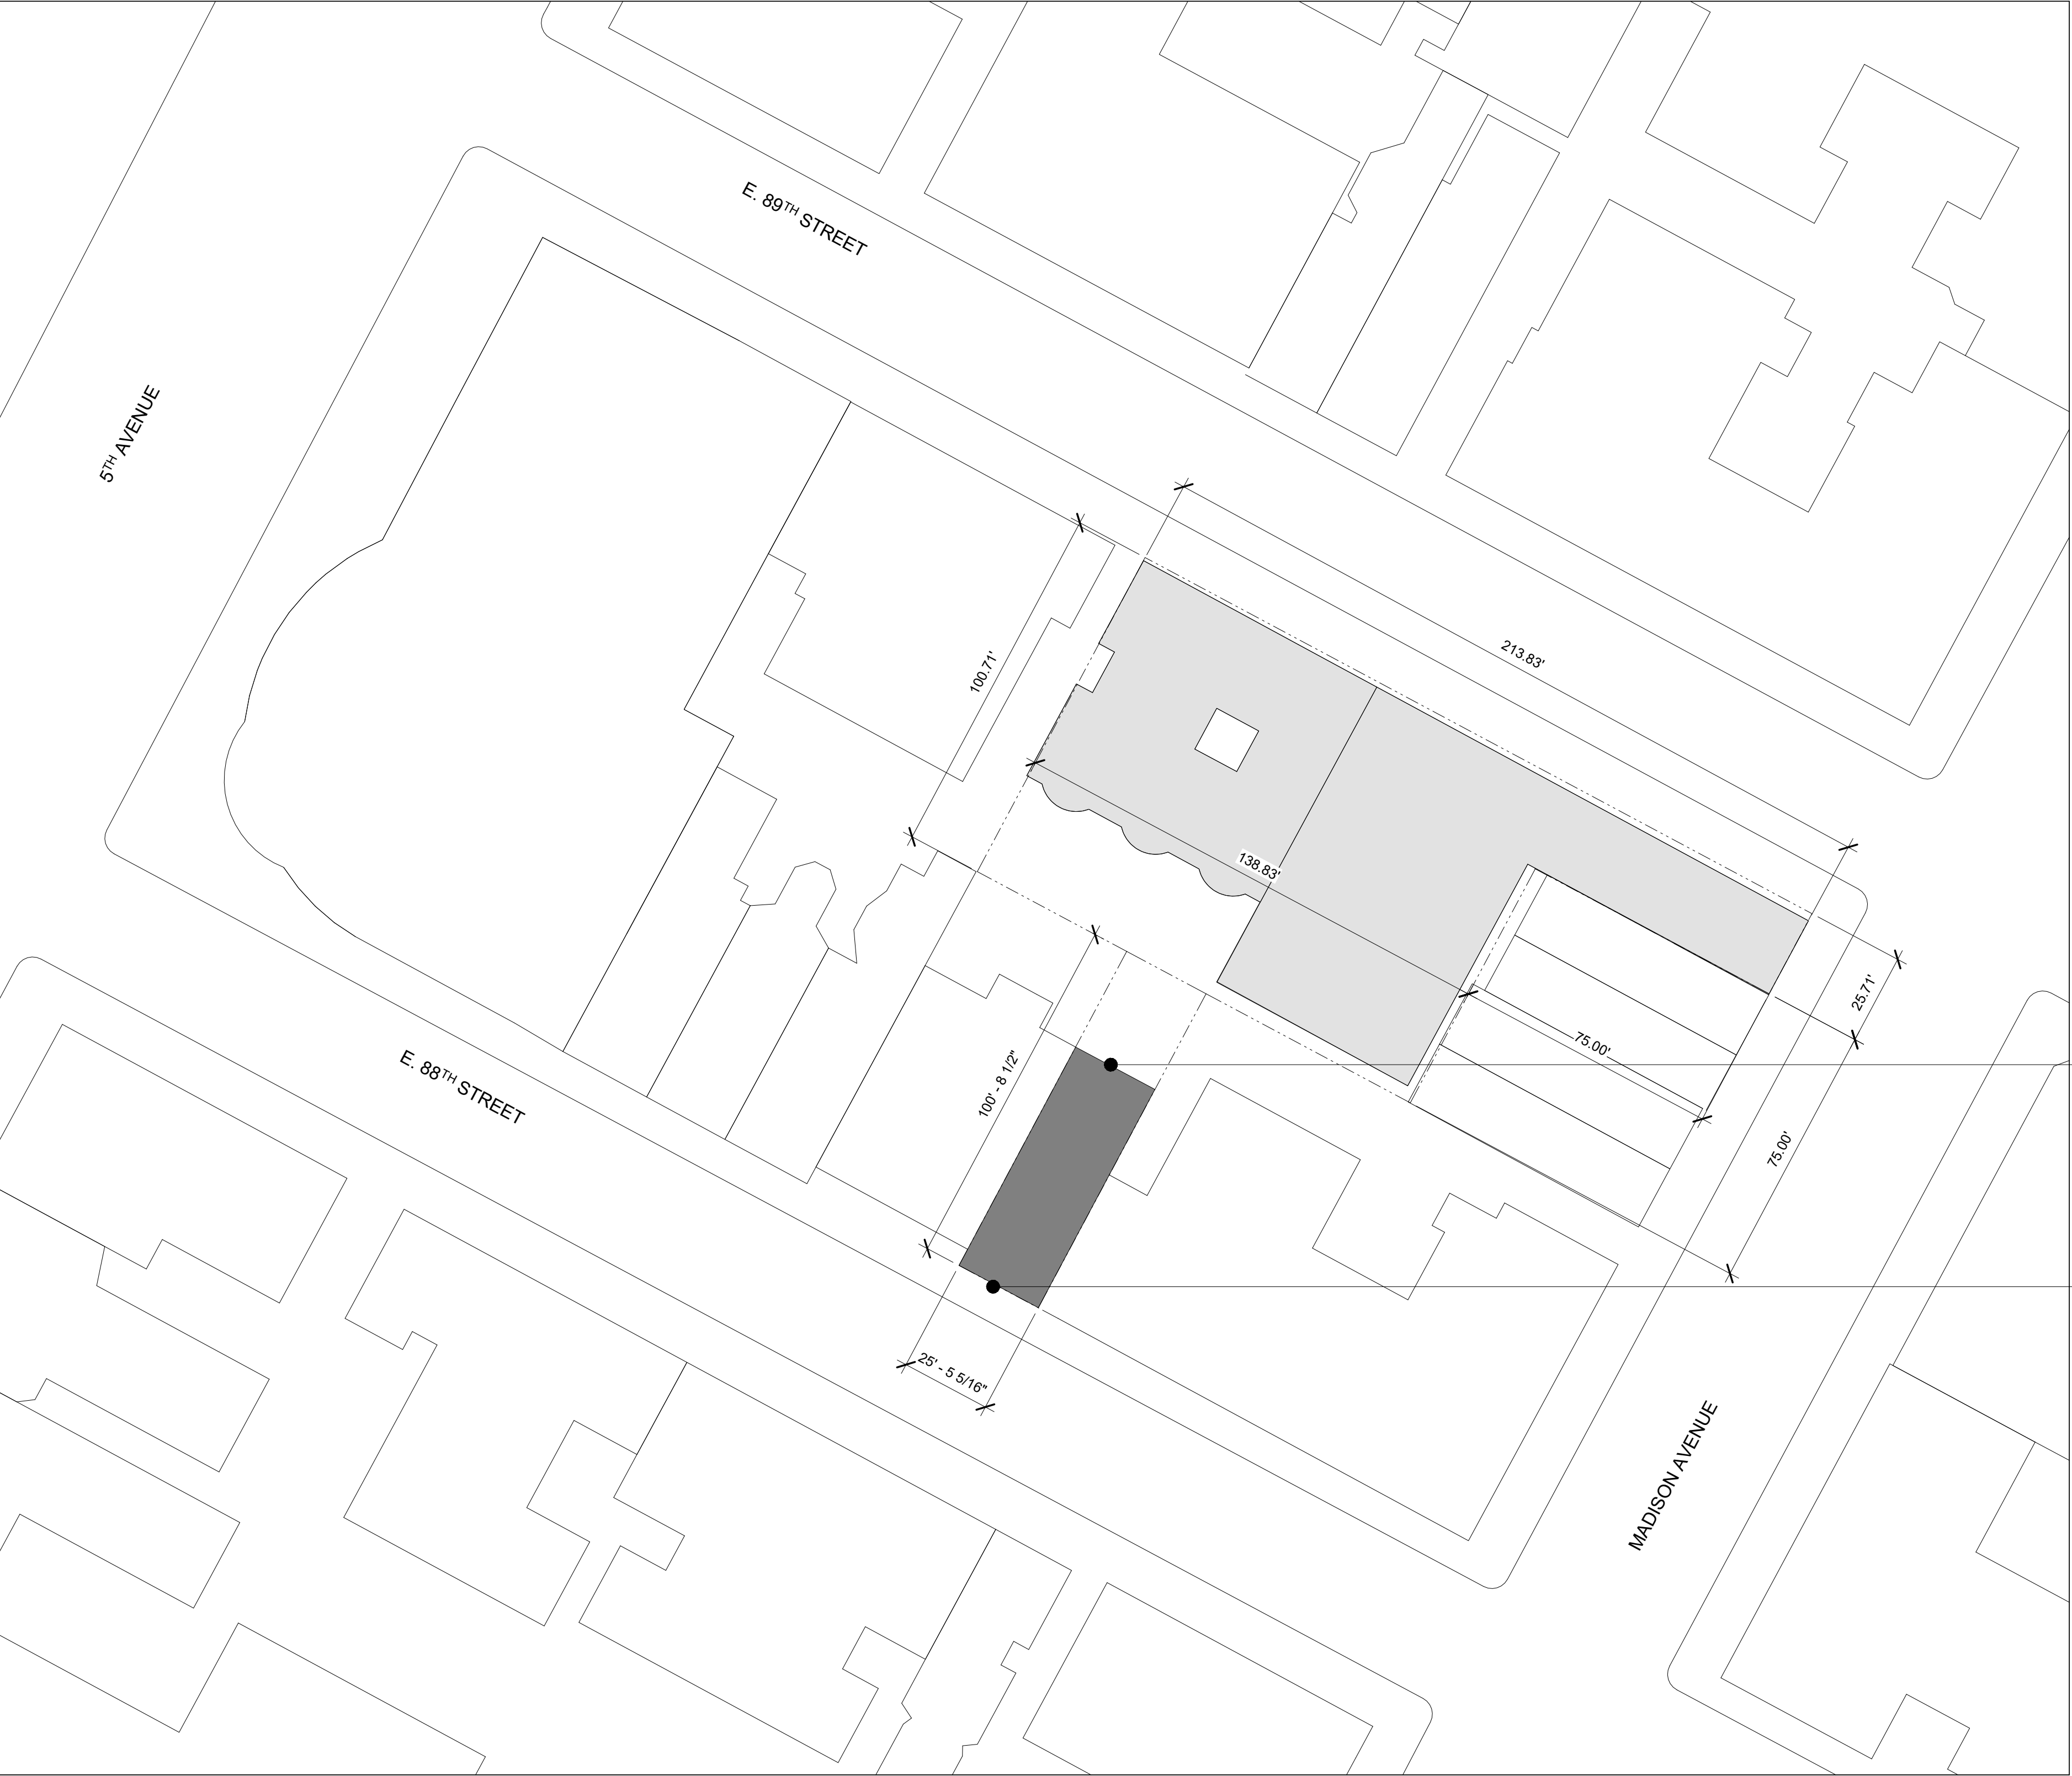 E. 89TH STREET
5TH AVENUE
213.83'
100.71'
138.83'
25.71'
75.00'
100' - 8 1/2"
E. 88TH STREET
75.00'
25' - 5 5/16"
MADISON AVENUE